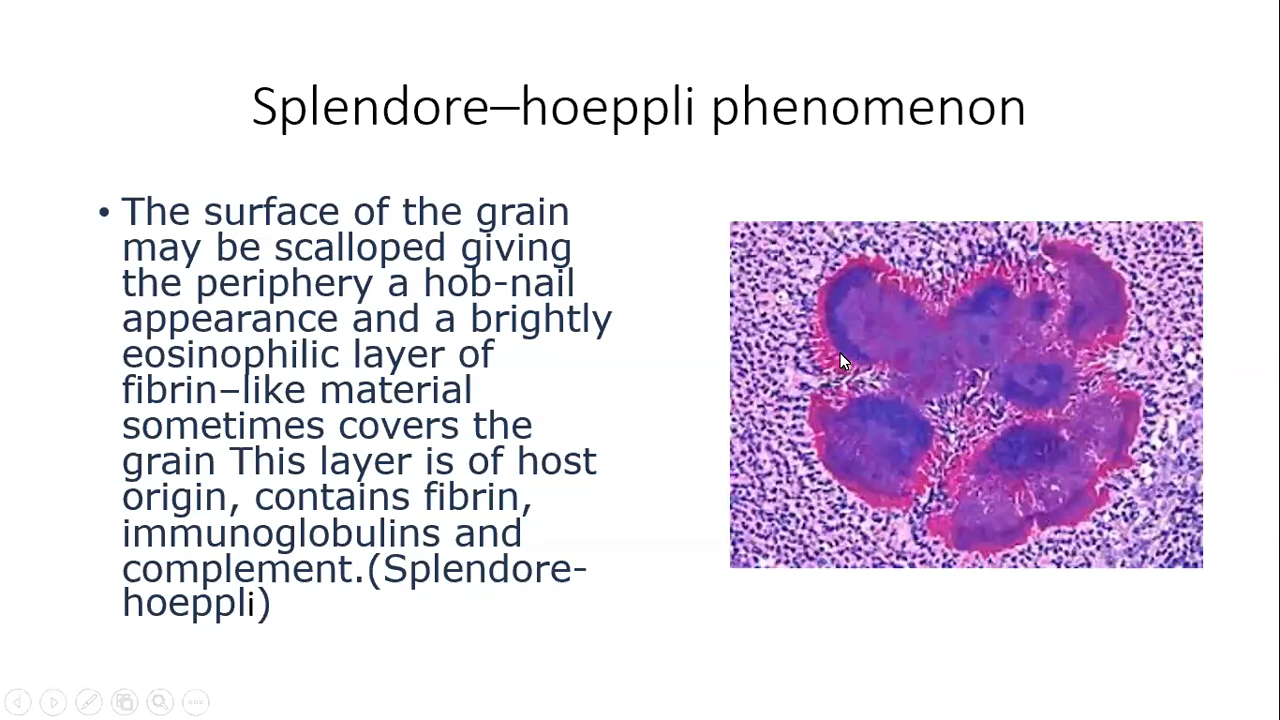 Splendore–hoeppli phenomenon
• The surface of the grain
may be scalloped giving
the periphery a hob-nail
appearance and a brightly
eosinophilic layer of
fibrin–like material
sometimes covers the
grain This layer is of host
origin, contains fibrin,
immunoglobulins and
complement.(Splendore-
hoeppli)